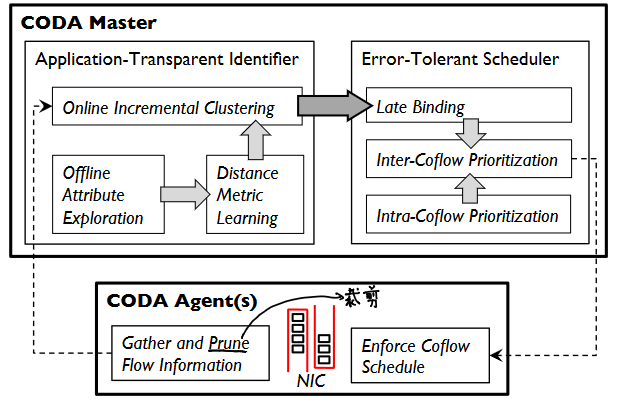 CODA Master
Application-Transparent Identifier
Online Incremental Clustering
Offline
Attribute
Exploration
Distance
Metric
Learning
Error-Tolerant Scheduler
Late Binding
Inter-Coflow Prioritization
Intra-Coflow Prioritization
CODA Agent(s)
裁剪
Gather and Prune
Flow Information
NIC
Enforce Coflow
Schedule